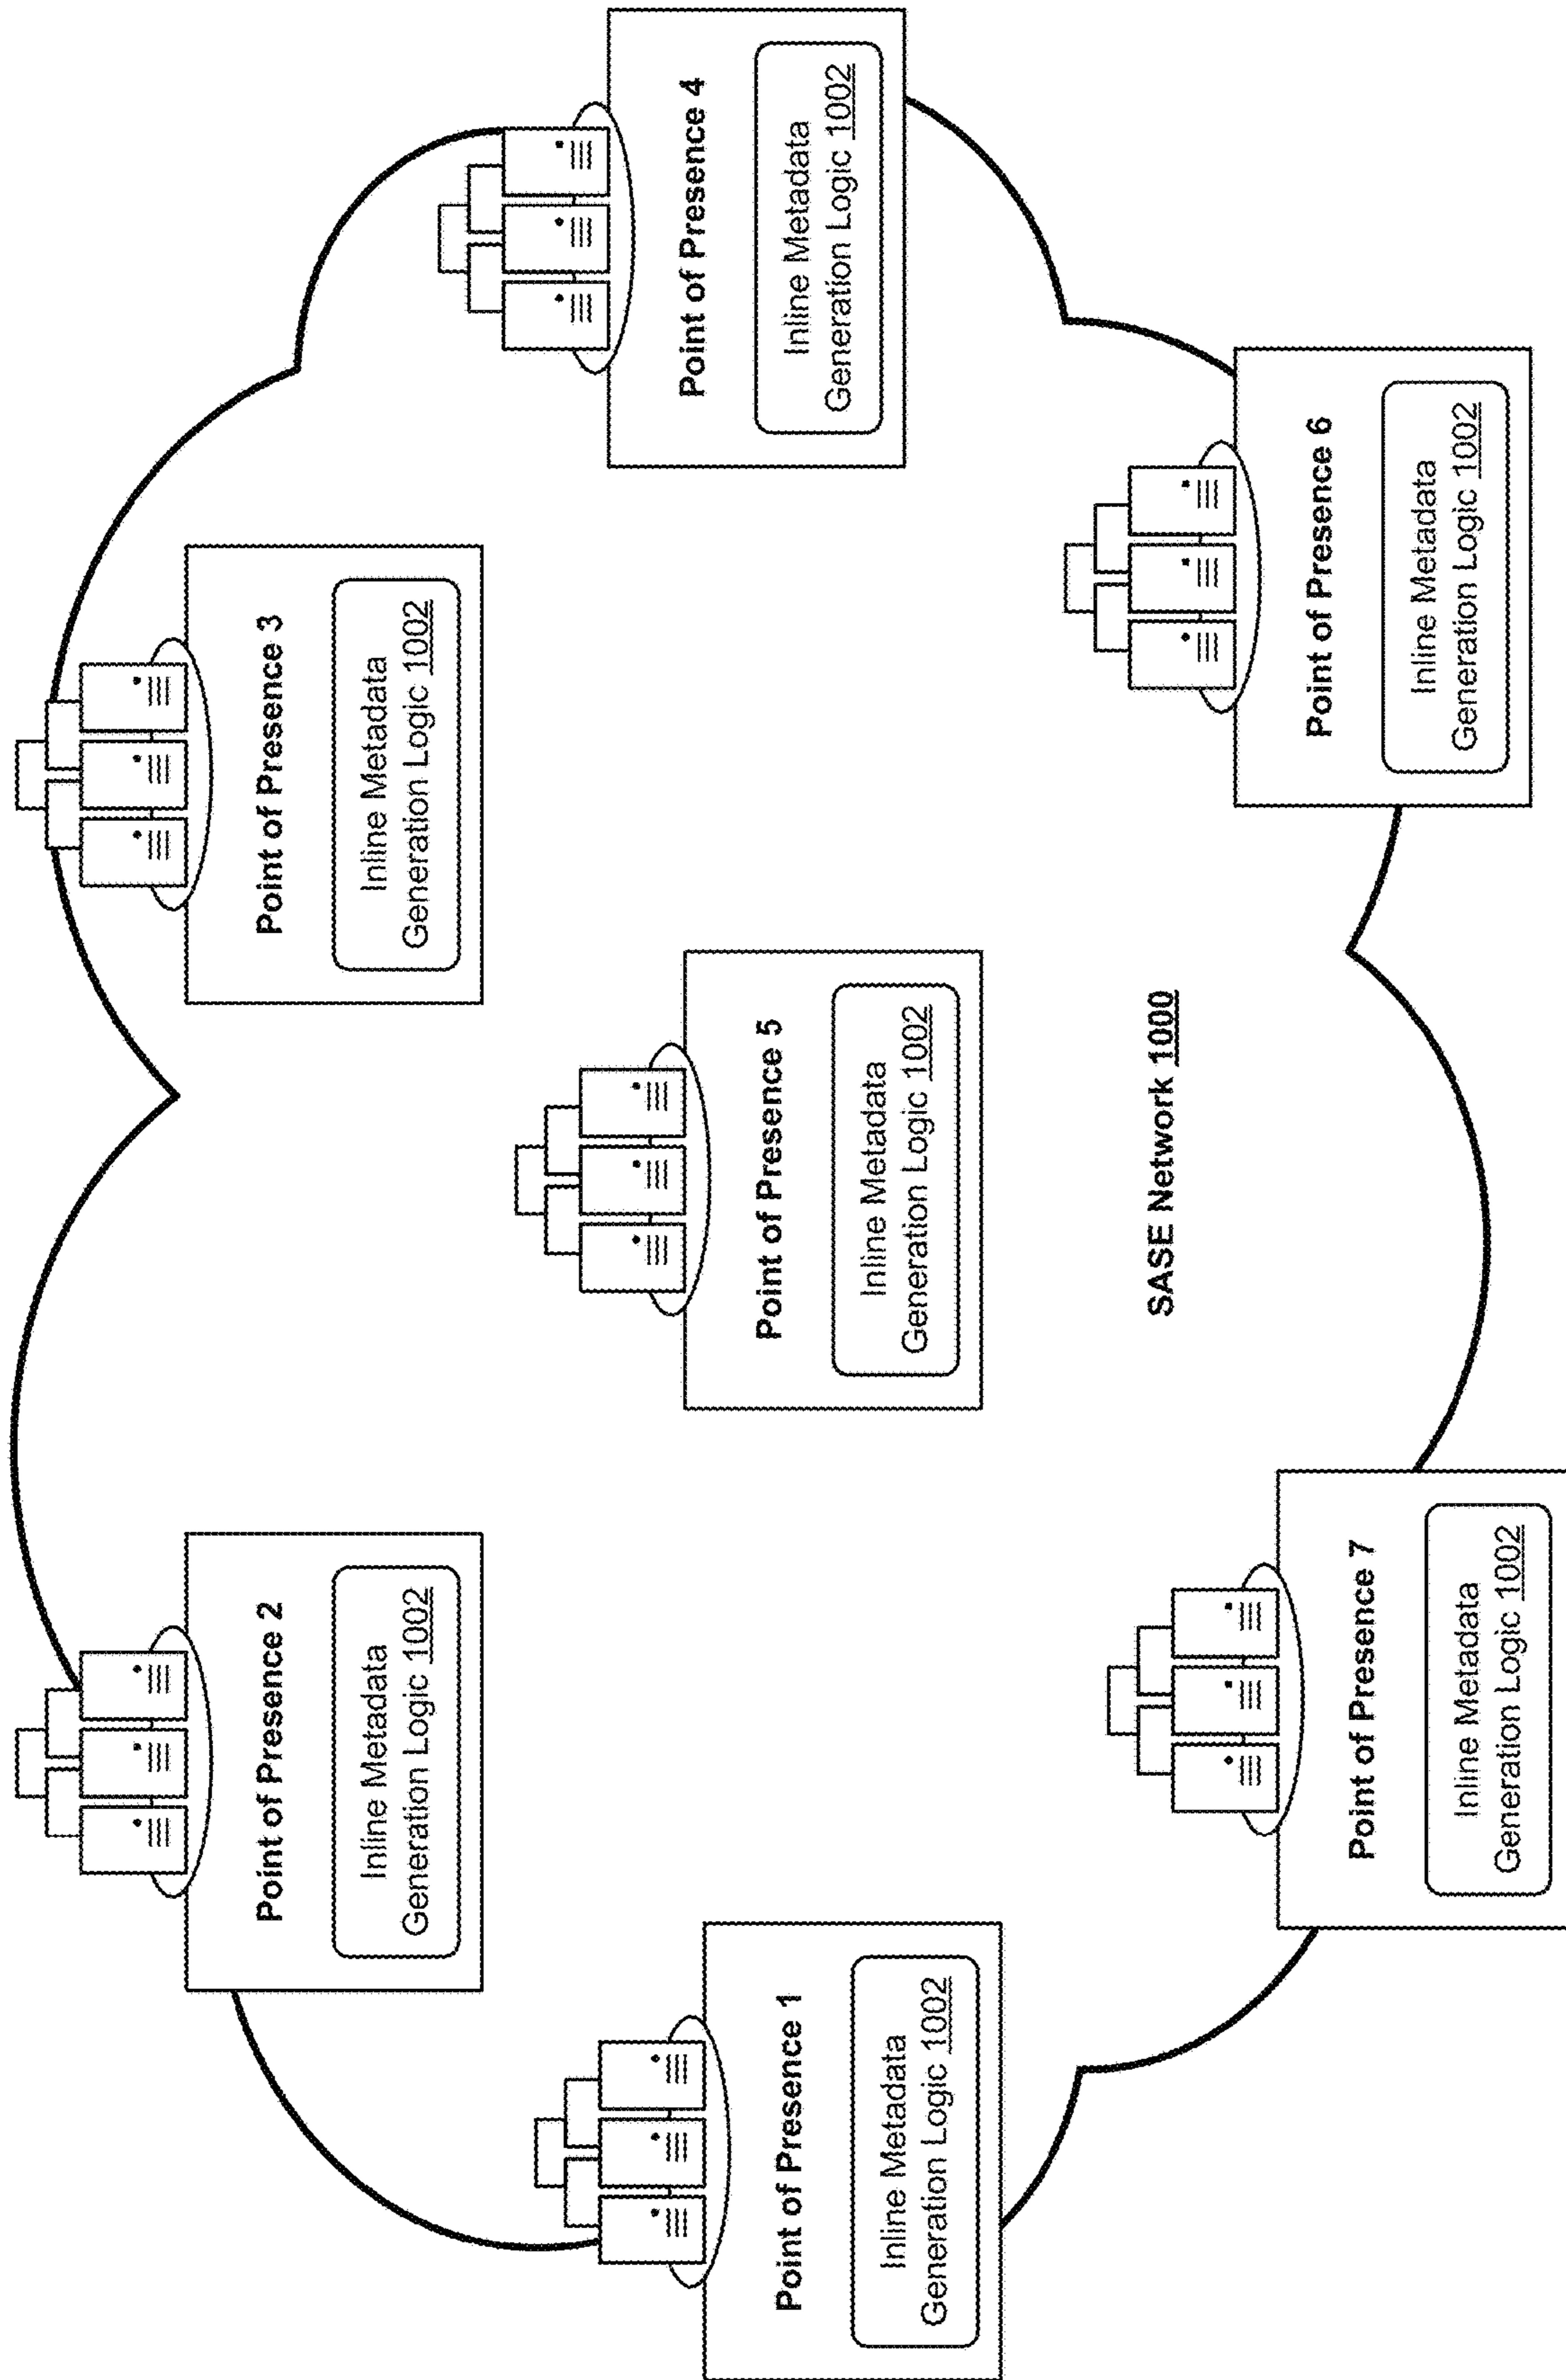 Point of Presence 2
Inline Metadata
Generation Logic 1002
Point of Presence 3
Inline Metadata
Generation Logic 1002
Point of Presence 4
Inline Metadata
Generation Logic 1002
Point of Presence 1
Inline Metadata
Generation Logic 1002
Point of Presence 5
Inline Metadata
Generation Logic 1002
SASE Network 1000
Point of Presence 7
Inline Metadata
Generation Logic 1002
Point of Presence 6
Inline Metadata
Generation Logic 1002